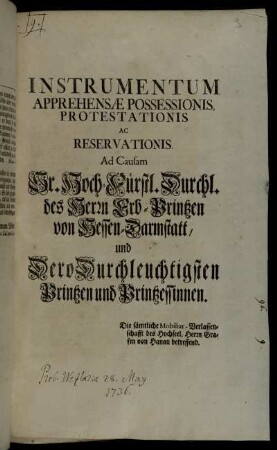 INSTRUMENTUM
APPREHENSÆ POSSESSIONIS,
PROTESTATIONIS
AC
RESERVATIONIS.
Ad Causam
Sr. Hoch-Fürstl. Durchl.
des Herrn Erb-Printzen
von Hessen-Darmstatt/
und
Dero Durchleuchtigsten
Printzen und Printzessinnen.
Die sämtliche Mobiliar-Verlassen-
schafft des Hochseel. Herrn Gra-
fen von Hanau betreffend.
28. May
1736.